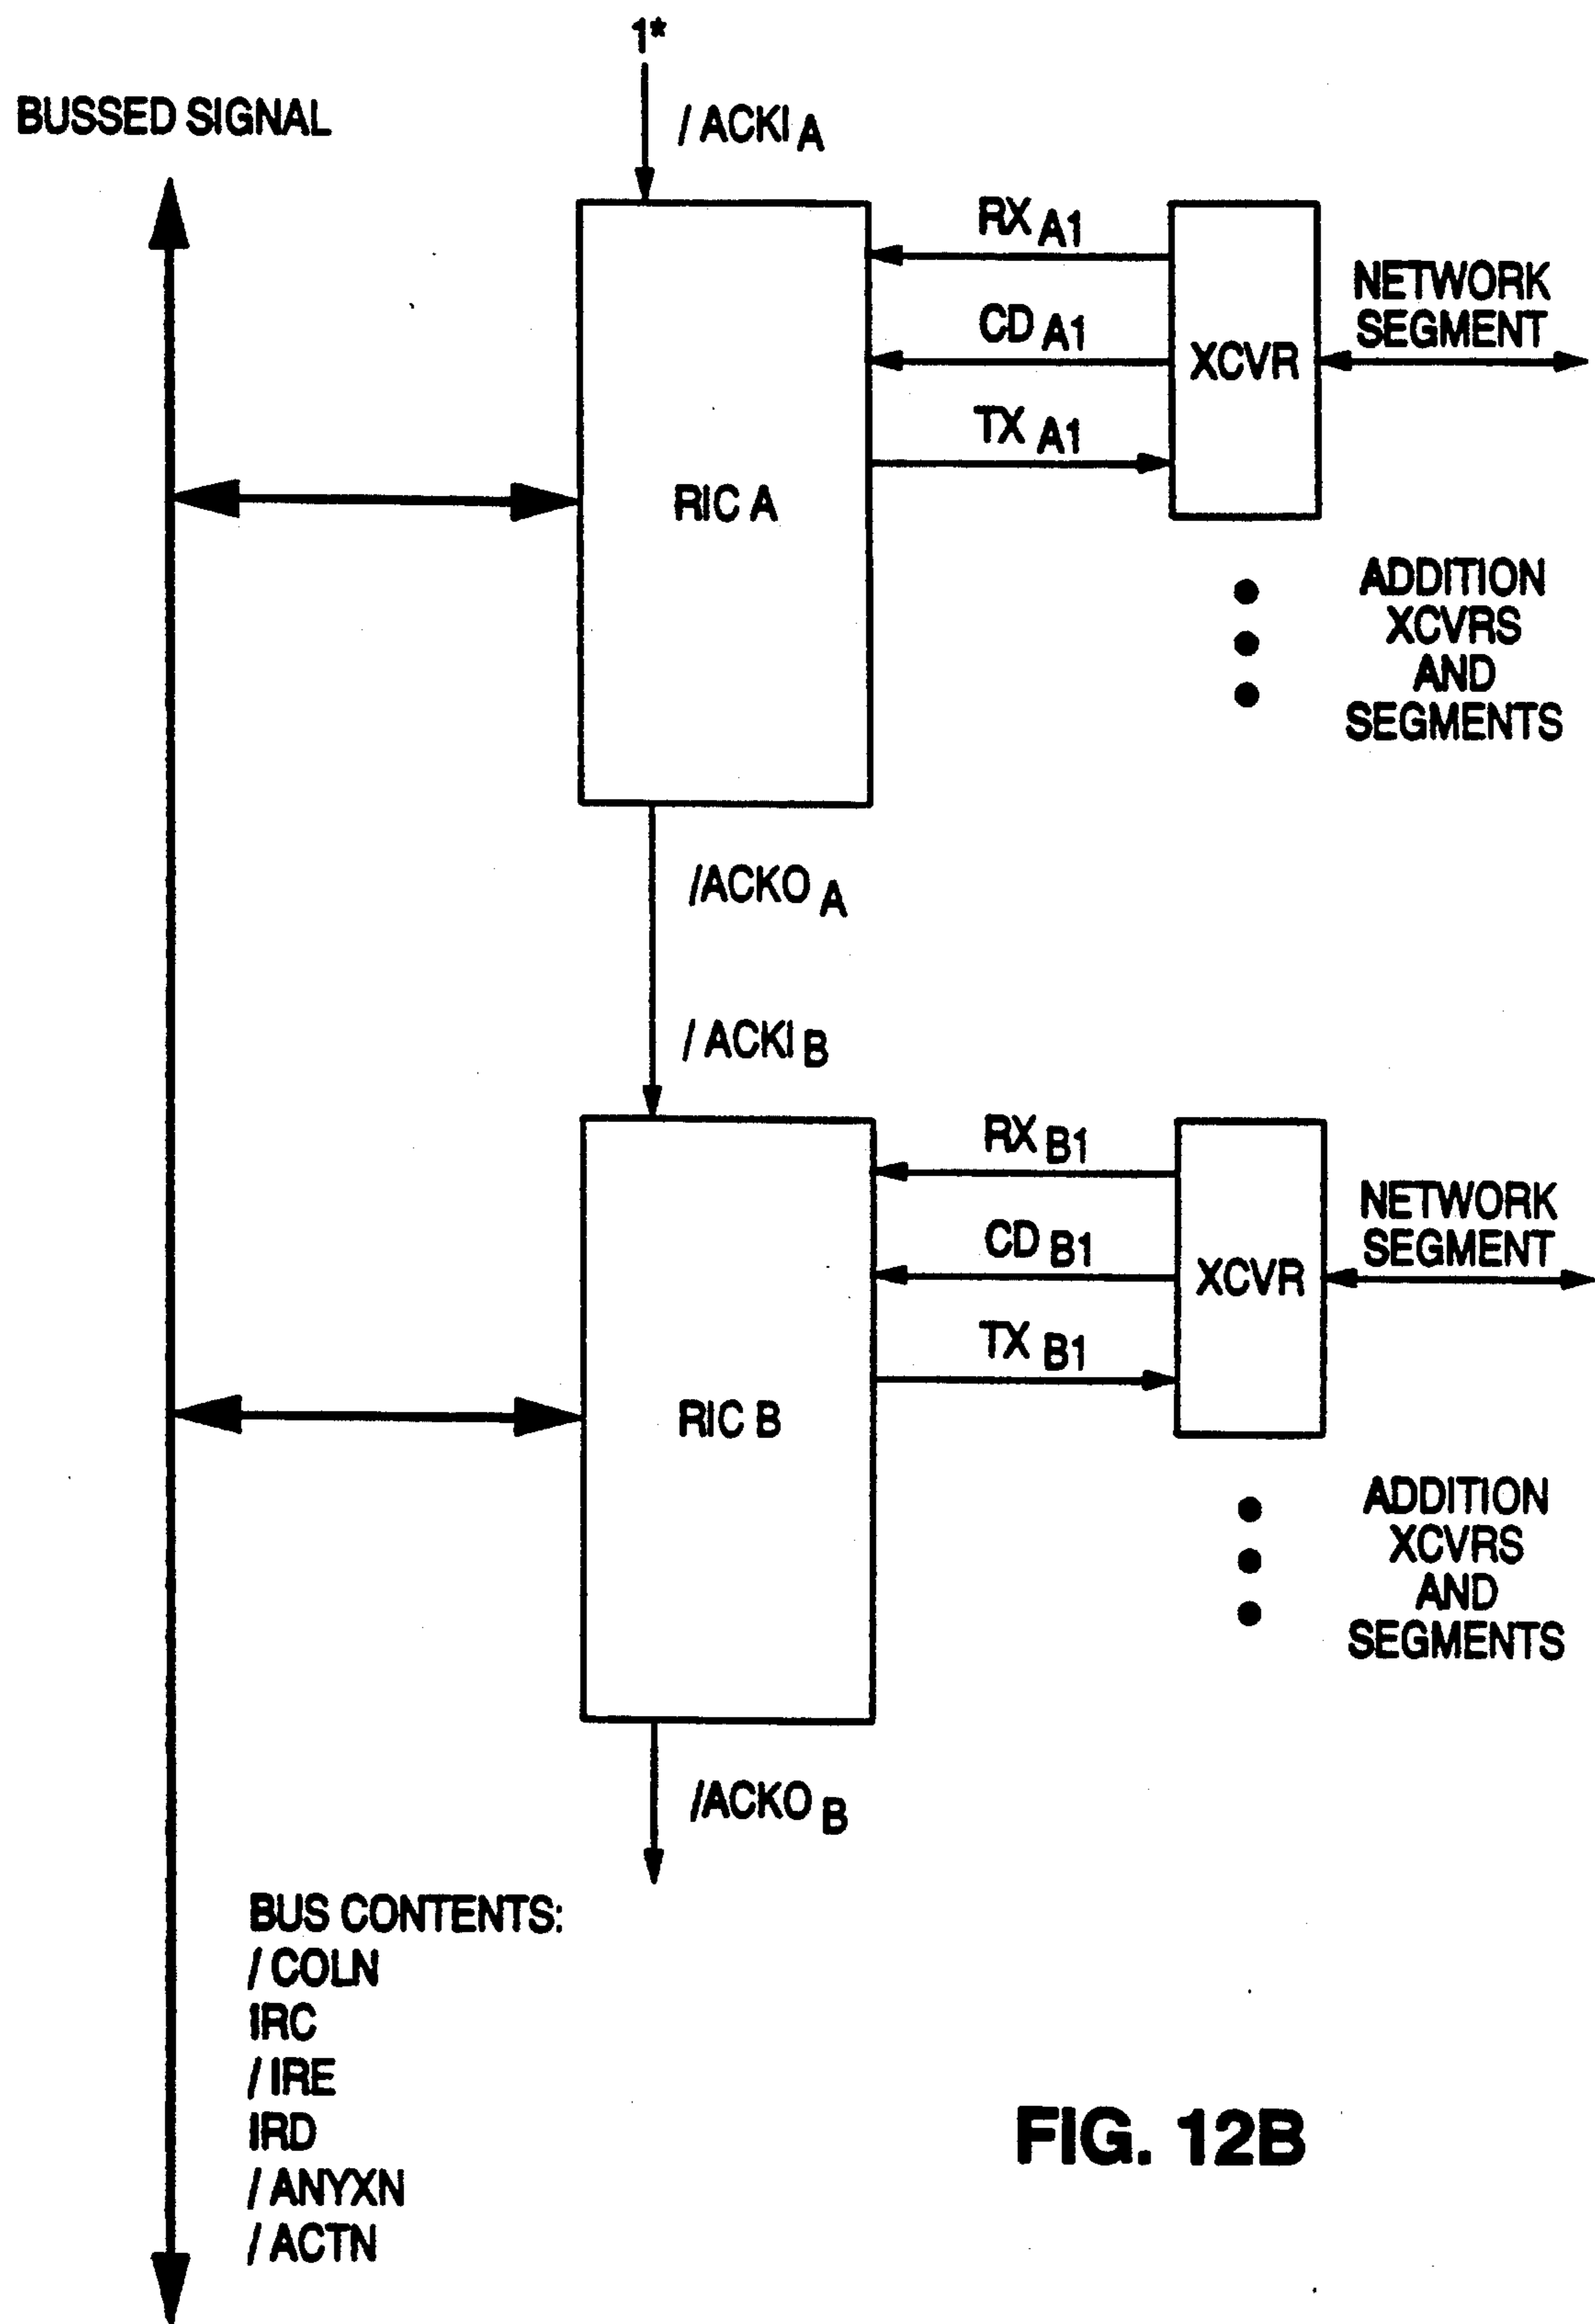 1*
BUSSED SIGNAL
/ ACKI A
RX A1
CD A1
TX A1
XCVR
NETWORK
SEGMENT
RIC A
ADDITION
XCVRS
AND
SEGMENTS
/ACKO A
/ ACKI B
RX B1
CD B1
TX B1
XCVR
NETWORK
SEGMENT
RIC B
ADDITION
XCVRS
AND
SEGMENTS
/ACKO B
BUS CONTENTS:
/ COLN
IRC
/ IRE
IRD
/ ANYXN
/ ACTN
FIG. 12B